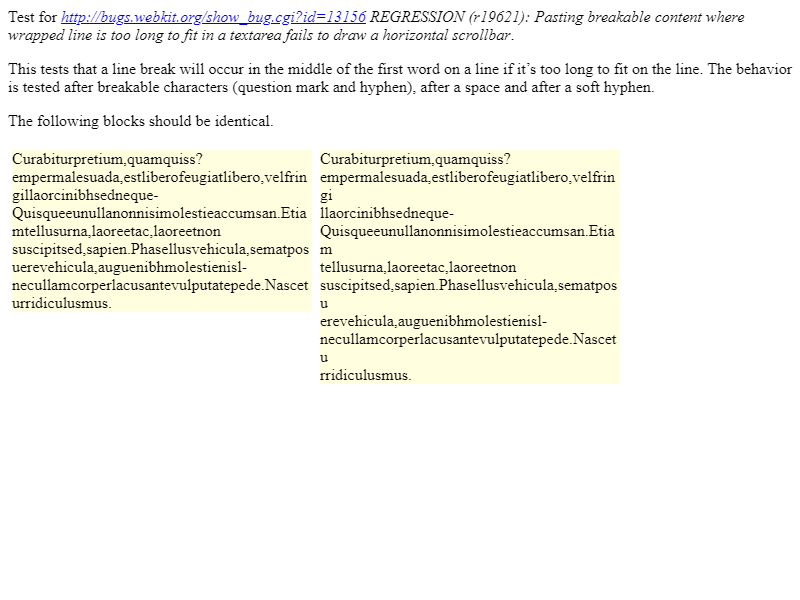 Test for http://bugs.webkit.org/show_bug.cgi?id=13156 REGRESSION (r19621): Pasting breakable content where
wrapped line is too long to fit in a textarea fails to draw a horizontal scrollbar.
This tests that a line break will occur in the middle of the first word on a line if it's too long to fit on the line. The behavior
is tested after breakable characters (question mark and hyphen), after a space and after a soft hyphen.
The following blocks should be identical.
Curabiturpretium,quamquiss?
empermalesuada,estliberofeugiatlibero,velfrin
gillaorcinibhsedneque-
Quisqueeunullanonnisimolestieaccumsan.Etia
mtellusurna,laoreetac,laoreetnon
suscipitsed,sapien.Phasellusvehicula,sematpos
uerevehicula,auguenibhmolestienisl-
necullamcorperlacusantevulputatepede.Nascet
urridiculusmus.
Curabiturpretium,quamquiss?
empermalesuada,estliberofeugiatlibero,velfrin
gi
llaorcinibhsedneque-
Quisqueeunullanonnisimolestieaccumsan.Etia
m
tellusurna,laoreetac,laoreetnon
suscipitsed,sapien.Phasellusvehicula,sematpos
u
erevehicula,auguenibhmolestienisl-
necullamcorperlacusantevulputatepede.Nascet
u
rridiculusmus.